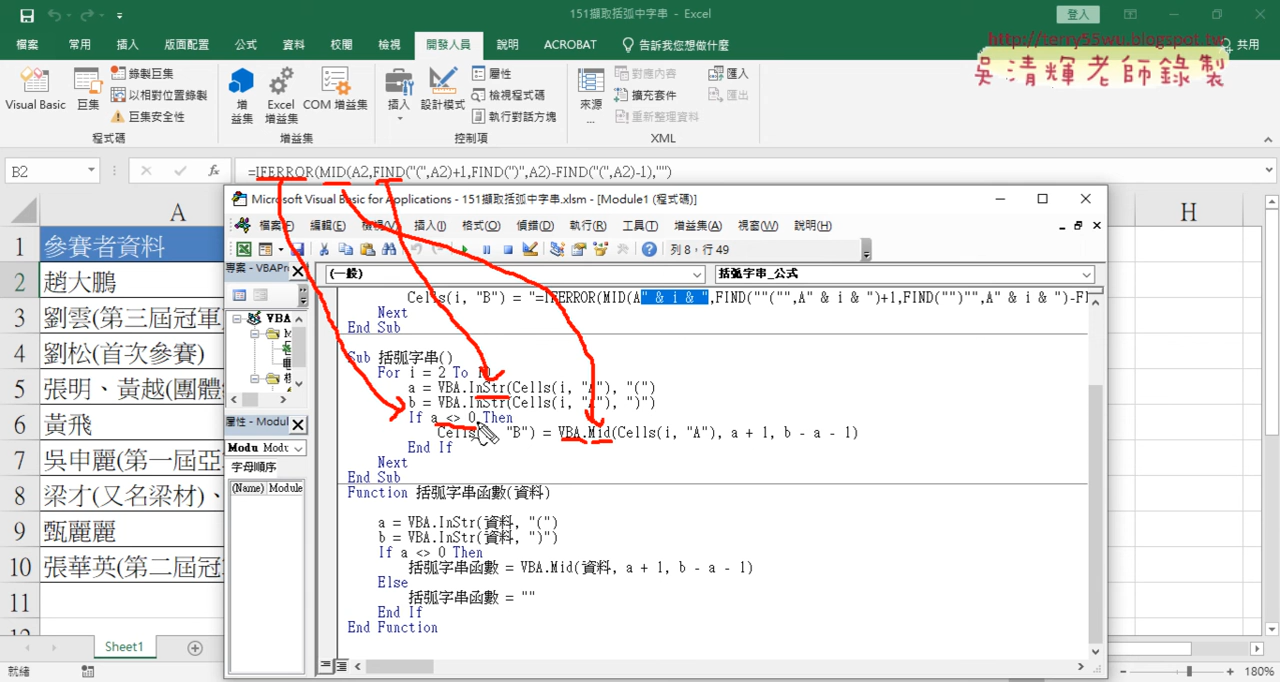 151擷取括弧中字串 - Excel
登入
檔案 常用 插入 版面配置 公式 資料 校閱 檢視 開發人員 說明 ACROBAT 告訴我您想做什麼 共用
http://terry55wu.blogspot.tw
吳清輝老師錄製
Visual Basic 巨集 錄製巨集 以相對位置錄製 巨集安全性 程式碼
增益集 Excel 增益集 COM 增益集 增益集
插入 設計模式 屬性 檢視程式碼 執行對話方塊 控制項
來源... 對應內容 擴充套件 重新整理資料 匯入 匯出 XML
B2 fx =IFERROR(MID(A2,FIND("(",A2)+1,FIND(")",A2)-FIND("(",A2)-1),"")
A H
1 參賽者資料
2 趙大鵬
3 劉雲(第三屆冠軍
4 劉松(首次參賽)
5 張明、黃越(團體
6 黃飛
7 吳申麗(第一屆亞
8 梁才(又名梁材)、
9 甄麗麗
10 張華英(第二屆冠
11
12
Sheet1
就緒
180%
Microsoft Visual Basic for Applications - 151擷取括弧中字串.xlsm - [Module1 (程式碼)]
檔案(F) 編輯(E) 檢視(V) 插入(I) 格式(O) 偵錯(D) 執行(R) 工具(T) 增益集(A) 視窗(W) 說明(H)
列 8，行 49
專案 - VBAPr
VBA
屬性 - Modul
Modu Modu
字母順序
(Name) Module
(一般) 括弧字串_公式
Cells(i, "B") = "=IFERROR(MID(A" & i & ",FIND(""("",A" & i & ")+1,FIND("")"",A" & i & ")-FI
Next
End Sub
Sub 括弧字串()
For i = 2 To 10
a = VBA.InStr(Cells(i, "A"), "(")
b = VBA.InStr(Cells(i, "A"), ")")
If a <> 0 Then
Cells(i, "B") = VBA.Mid(Cells(i, "A"), a + 1, b - a - 1)
End If
Next
End Sub
Function 括弧字串函數(資料)
a = VBA.InStr(資料, "(")
b = VBA.InStr(資料, ")")
If a <> 0 Then
括弧字串函數 = VBA.Mid(資料, a + 1, b - a - 1)
Else
括弧字串函數 = ""
End If
End Function